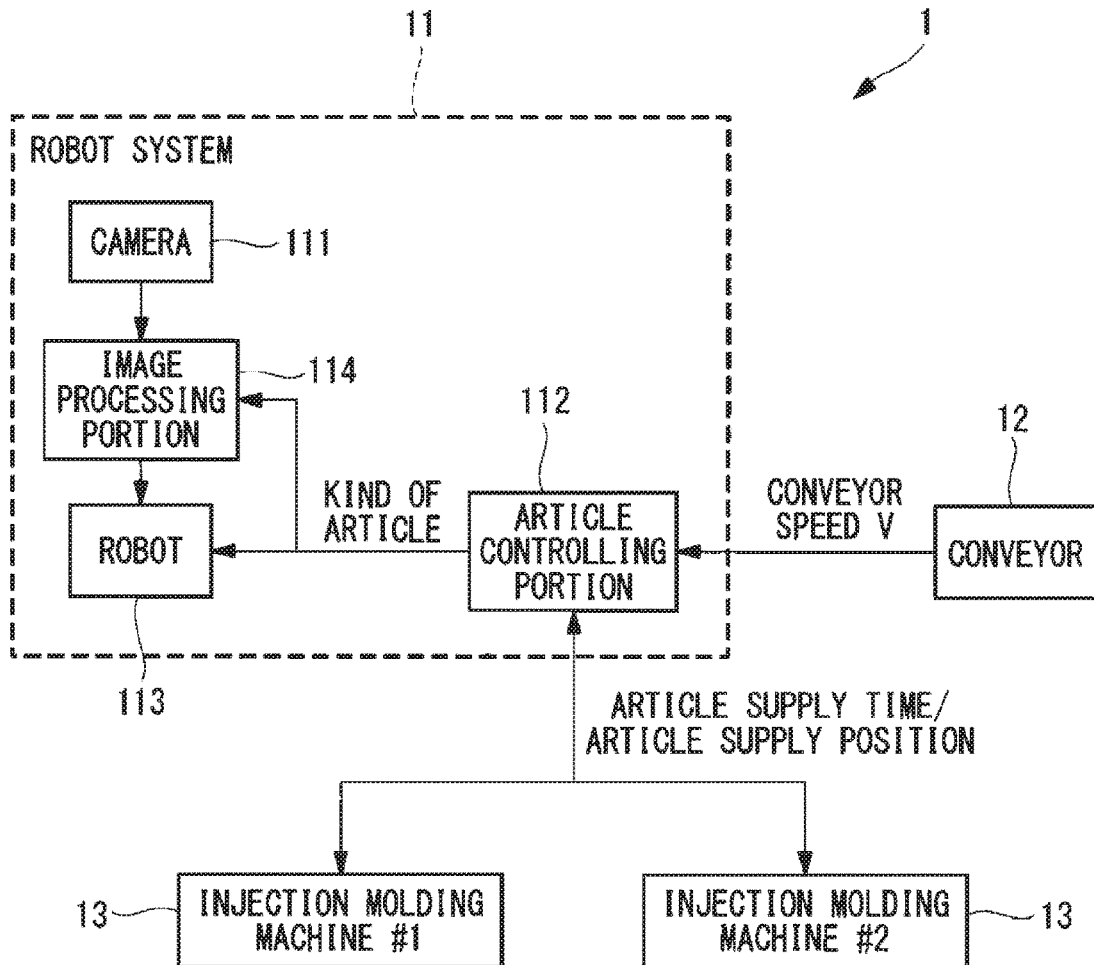 11
1
ROBOT SYSTEM
CAMERA
111
IMAGE
PROCESSING
PORTION
114
112
12
KIND OF
ARTICLE
ARTICLE
CONTROLLING
PORTION
CONVEYOR
SPEED V
CONVEYOR
ROBOT
113
ARTICLE SUPPLY TIME/
ARTICLE SUPPLY POSITION
13
INJECTION MOLDING
MACHINE #1
INJECTION MOLDING
MACHINE #2
13